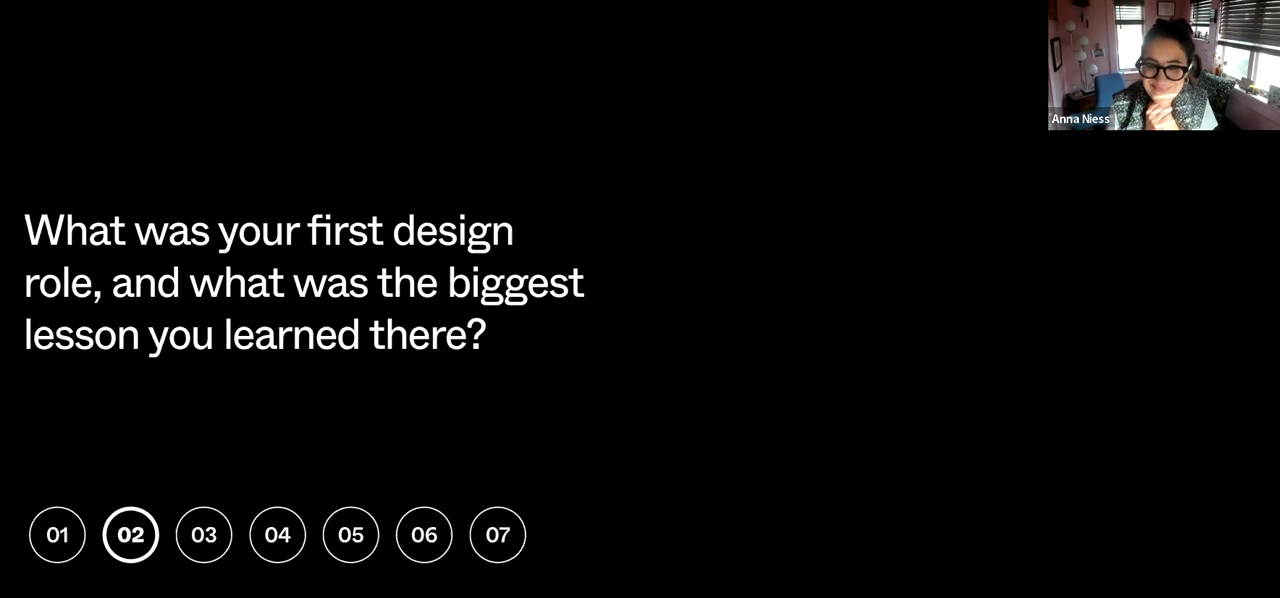 Anna Niess
What was your first design
role, and what was the biggest
lesson you learned there?
01 02 03 04 05 06 07